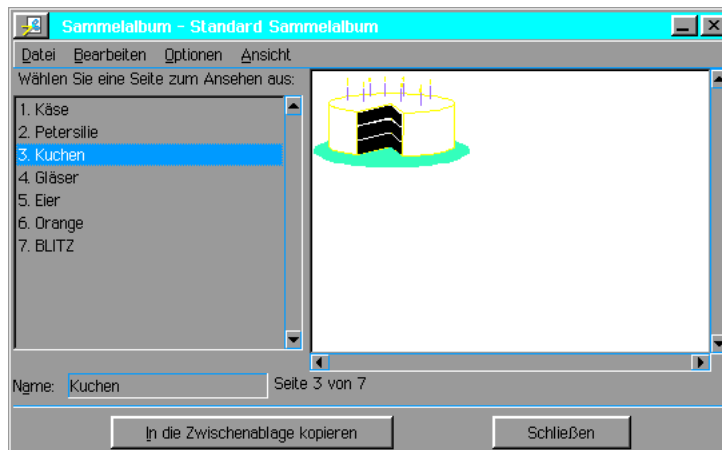 Sammelalbum - Standard Sammelalbum
Datei Bearbeiten Optionen Ansicht
Wählen Sie eine Seite zum Ansehen aus:
1. Käse
2. Petersilie
3. Kuchen
4. Gläser
5. Eier
6. Orange
7. BLITZ
Name: Kuchen Seite 3 von 7
In die Zwischenablage kopieren Schließen